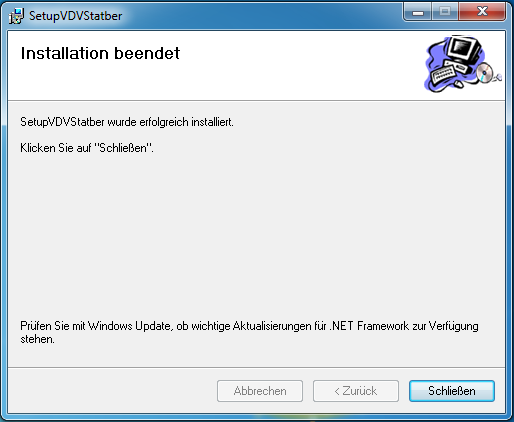 SetupVDVStatber
Installation beendet
SetupVDVStatber wurde erfolgreich installiert.
Klicken Sie auf "Schließen".
Prüfen Sie mit Windows Update, ob wichtige Aktualisierungen für .NET Framework zur Verfügung
stehen.
Abbrechen
< Zurück
Schließen